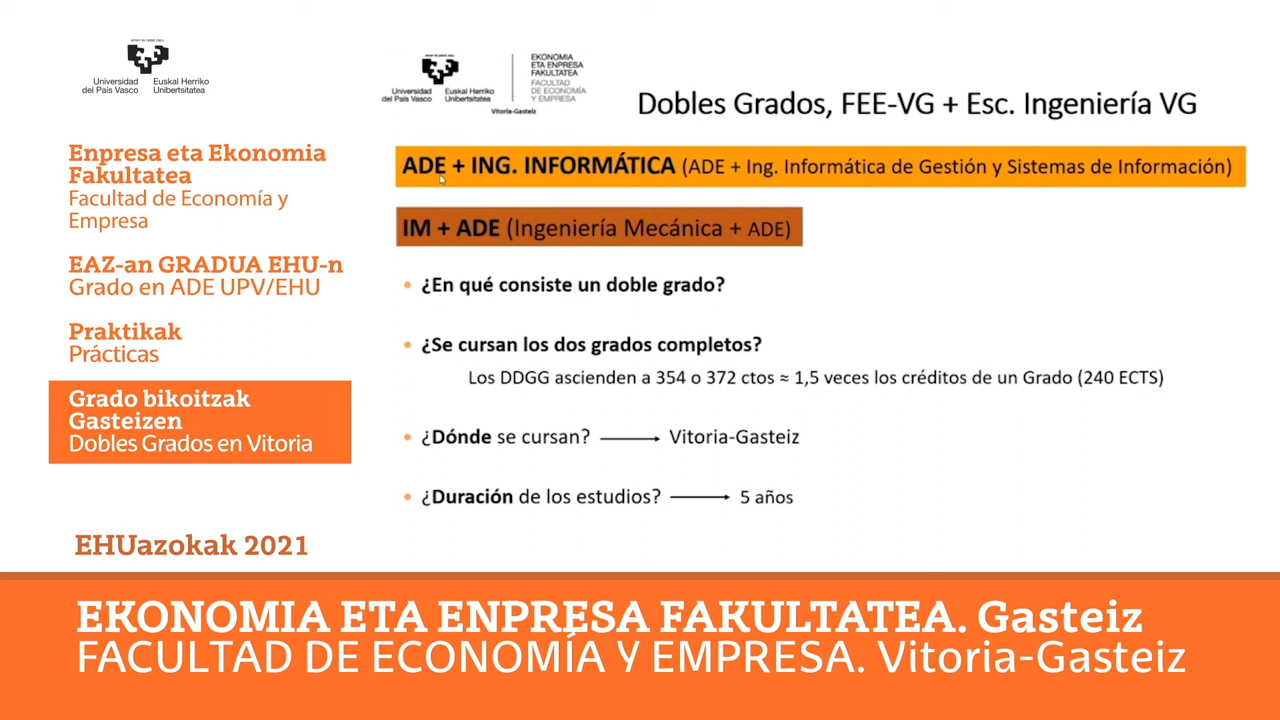 Universidad del País Vasco
Euskal Herriko Unibertsitatea
Enpresa eta Ekonomia
Fakultatea
Facultad de Economía y
Empresa
EAZ-an GRADUA EHU-n
Grado en ADE UPV/EHU
Praktikak
Prácticas
Grado bikoitzak
Gasteizen
Dobles Grados en Vitoria
EHUazokak 2021
Universidad del País Vasco
Euskal Herriko Unibertsitatea
EKONOMIA
ETA ENPRESA
FAKULTATEA
FACULTAD
DE ECONOMÍA
Y EMPRESA
Vitoria-Gasteiz
Dobles Grados, FEE-VG + Esc. Ingeniería VG
ADE + ING. INFORMÁTICA (ADE + Ing. Informática de Gestión y Sistemas de Información)
IM + ADE (Ingeniería Mecánica + ADE)
• ¿En qué consiste un doble grado?
• ¿Se cursan los dos grados completos?
Los DDGG ascienden a 354 o 372 ctos ≈ 1,5 veces los créditos de un Grado (240 ECTS)
• ¿Dónde se cursan? → Vitoria-Gasteiz
• ¿Duración de los estudios? → 5 años
EKONOMIA ETA ENPRESA FAKULTATEA. Gasteiz
FACULTAD DE ECONOMÍA Y EMPRESA. Vitoria-Gasteiz